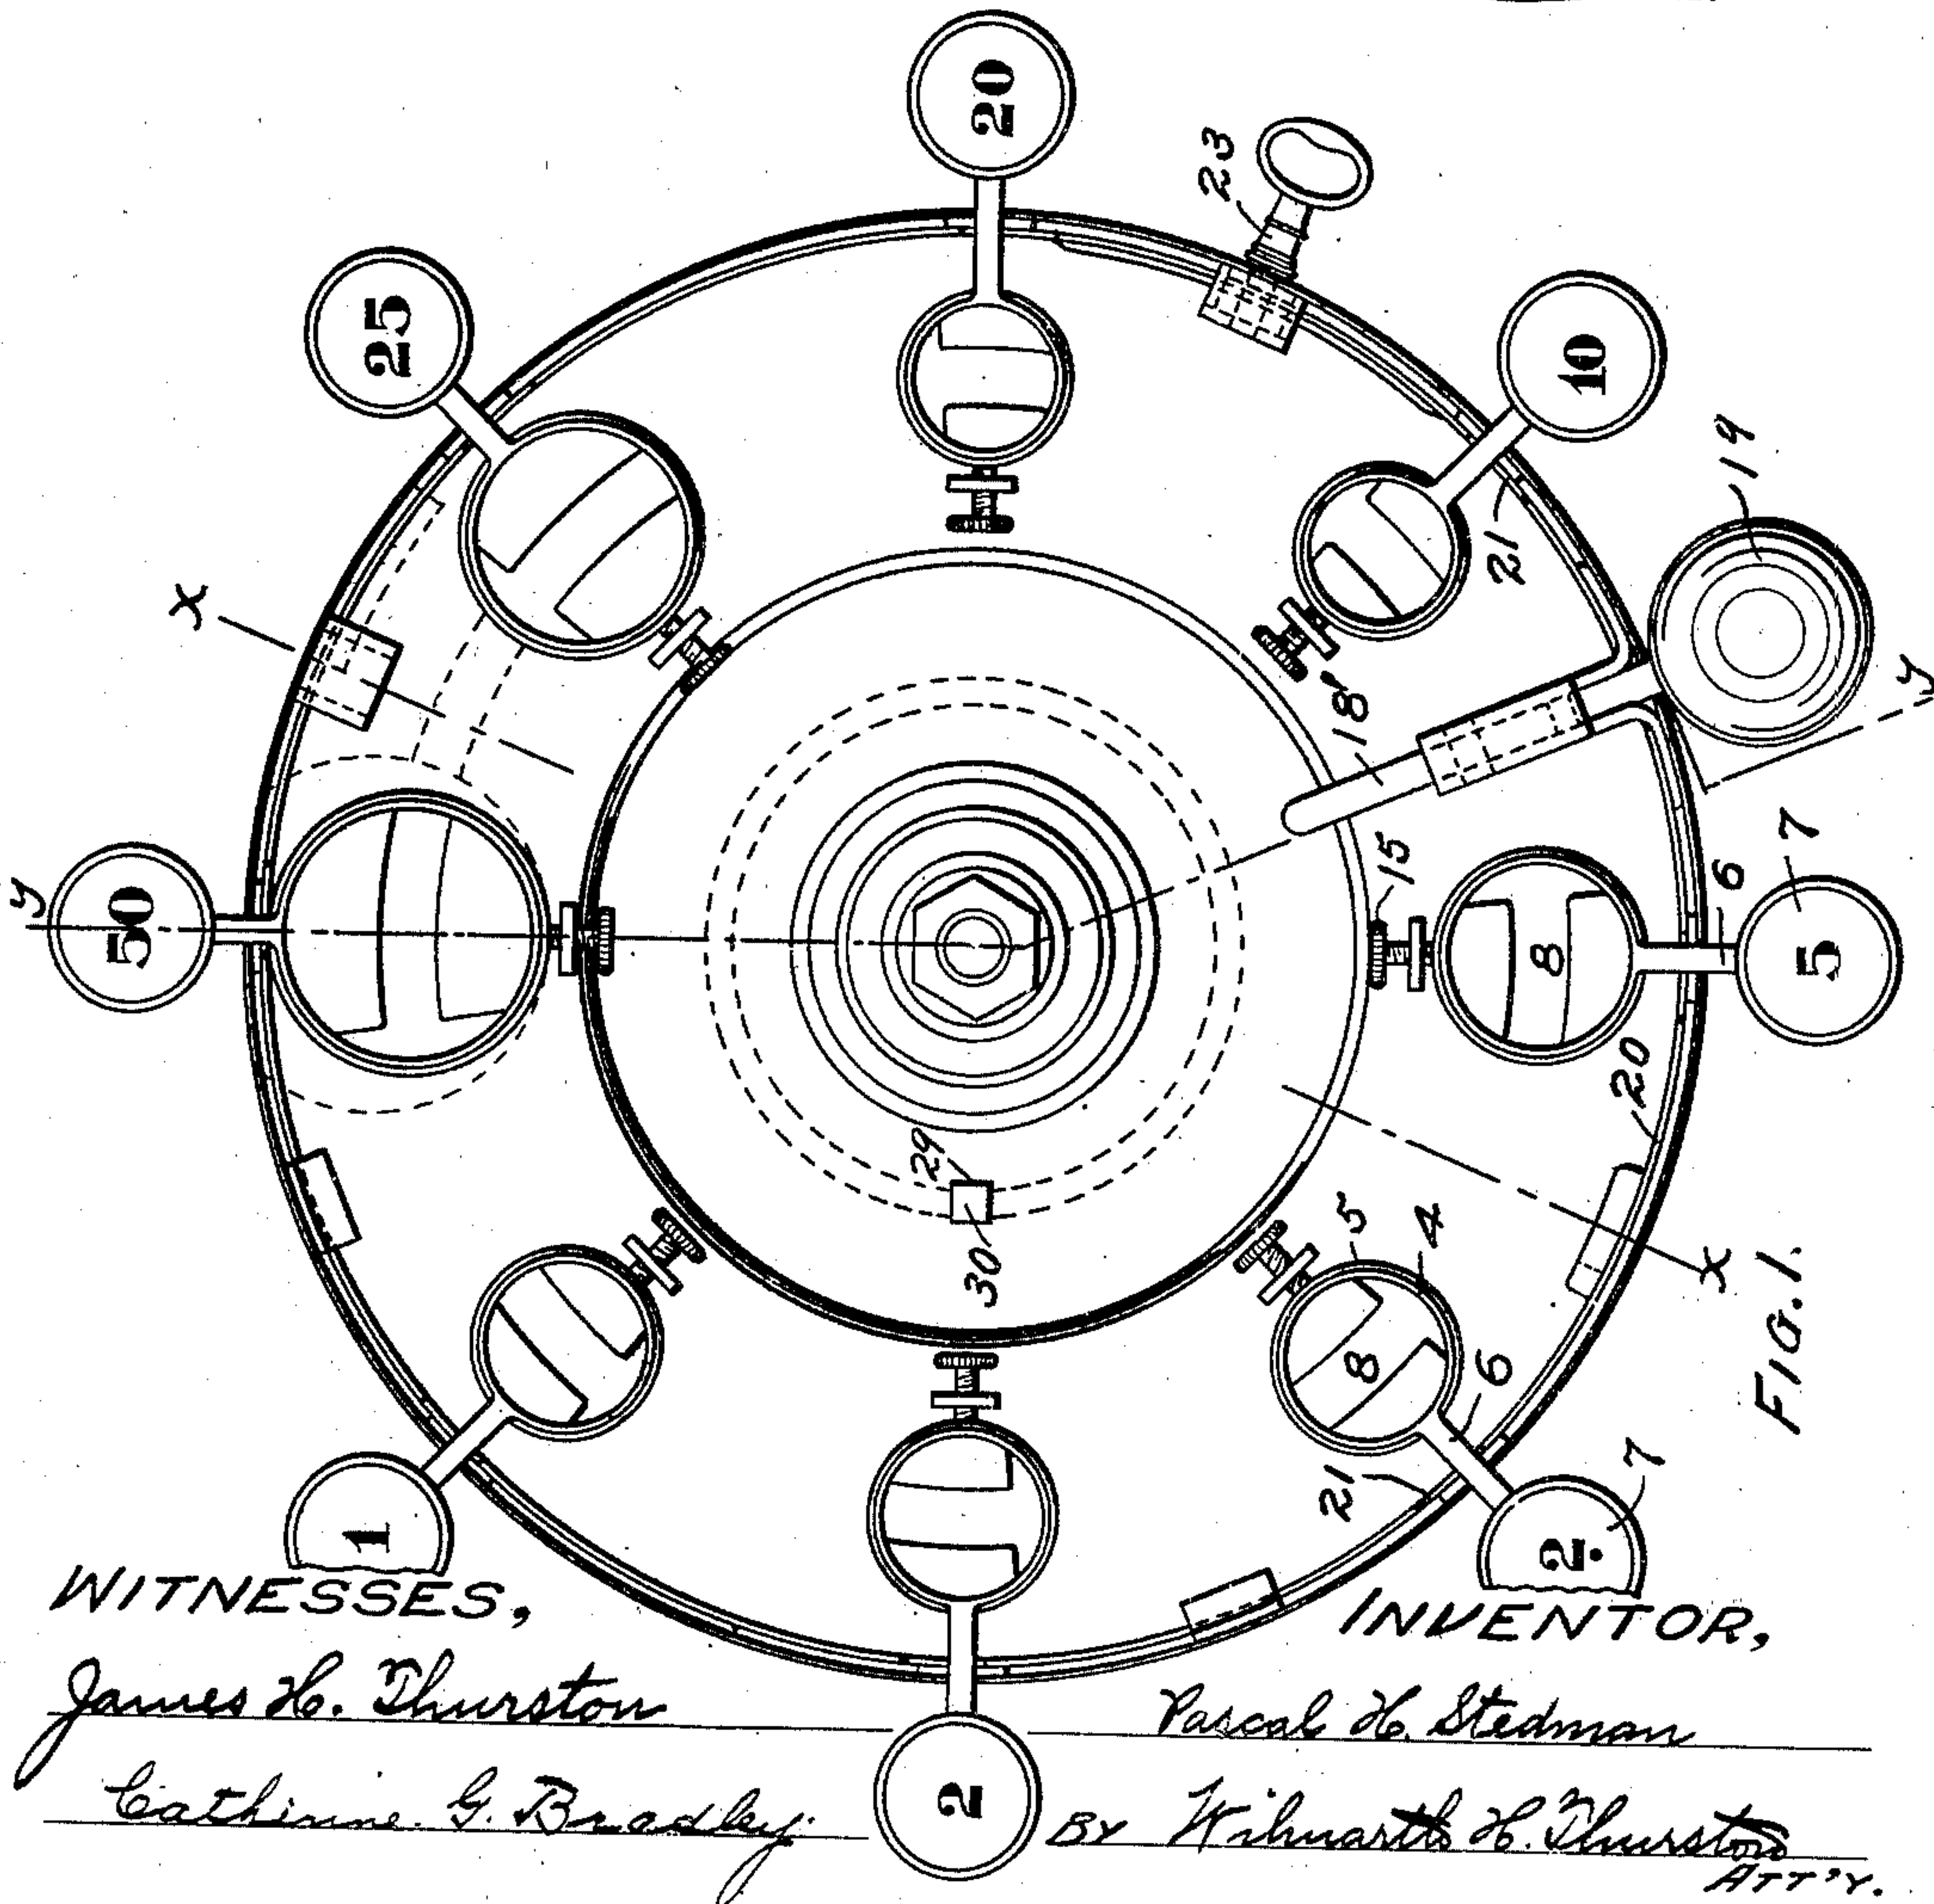 20
23
25
10
19
X
21
18'
y
y
50
15
7
6
8
5
20
29
30
5
4
X
FIG. 1.
8
6
21
7
1
2.
2
WITNESSES,
James H. Thurston
Catherine G. Bradley
INVENTOR,
Pascal H. Stedman
BY Wilmarth H. Thurston
ATT'Y.